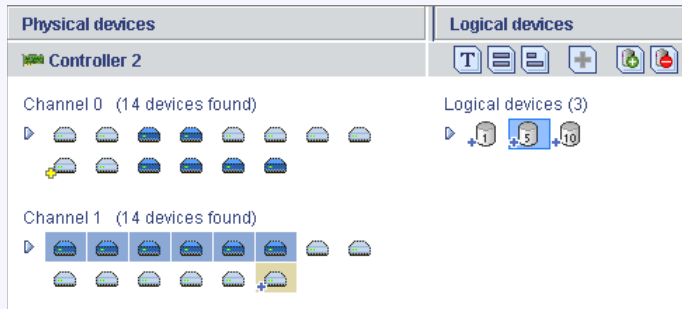 Physical devices
Logical devices
Controller 2
T
Channel 0 (14 devices found)
Logical devices (3)
1 5 10
Channel 1 (14 devices found)